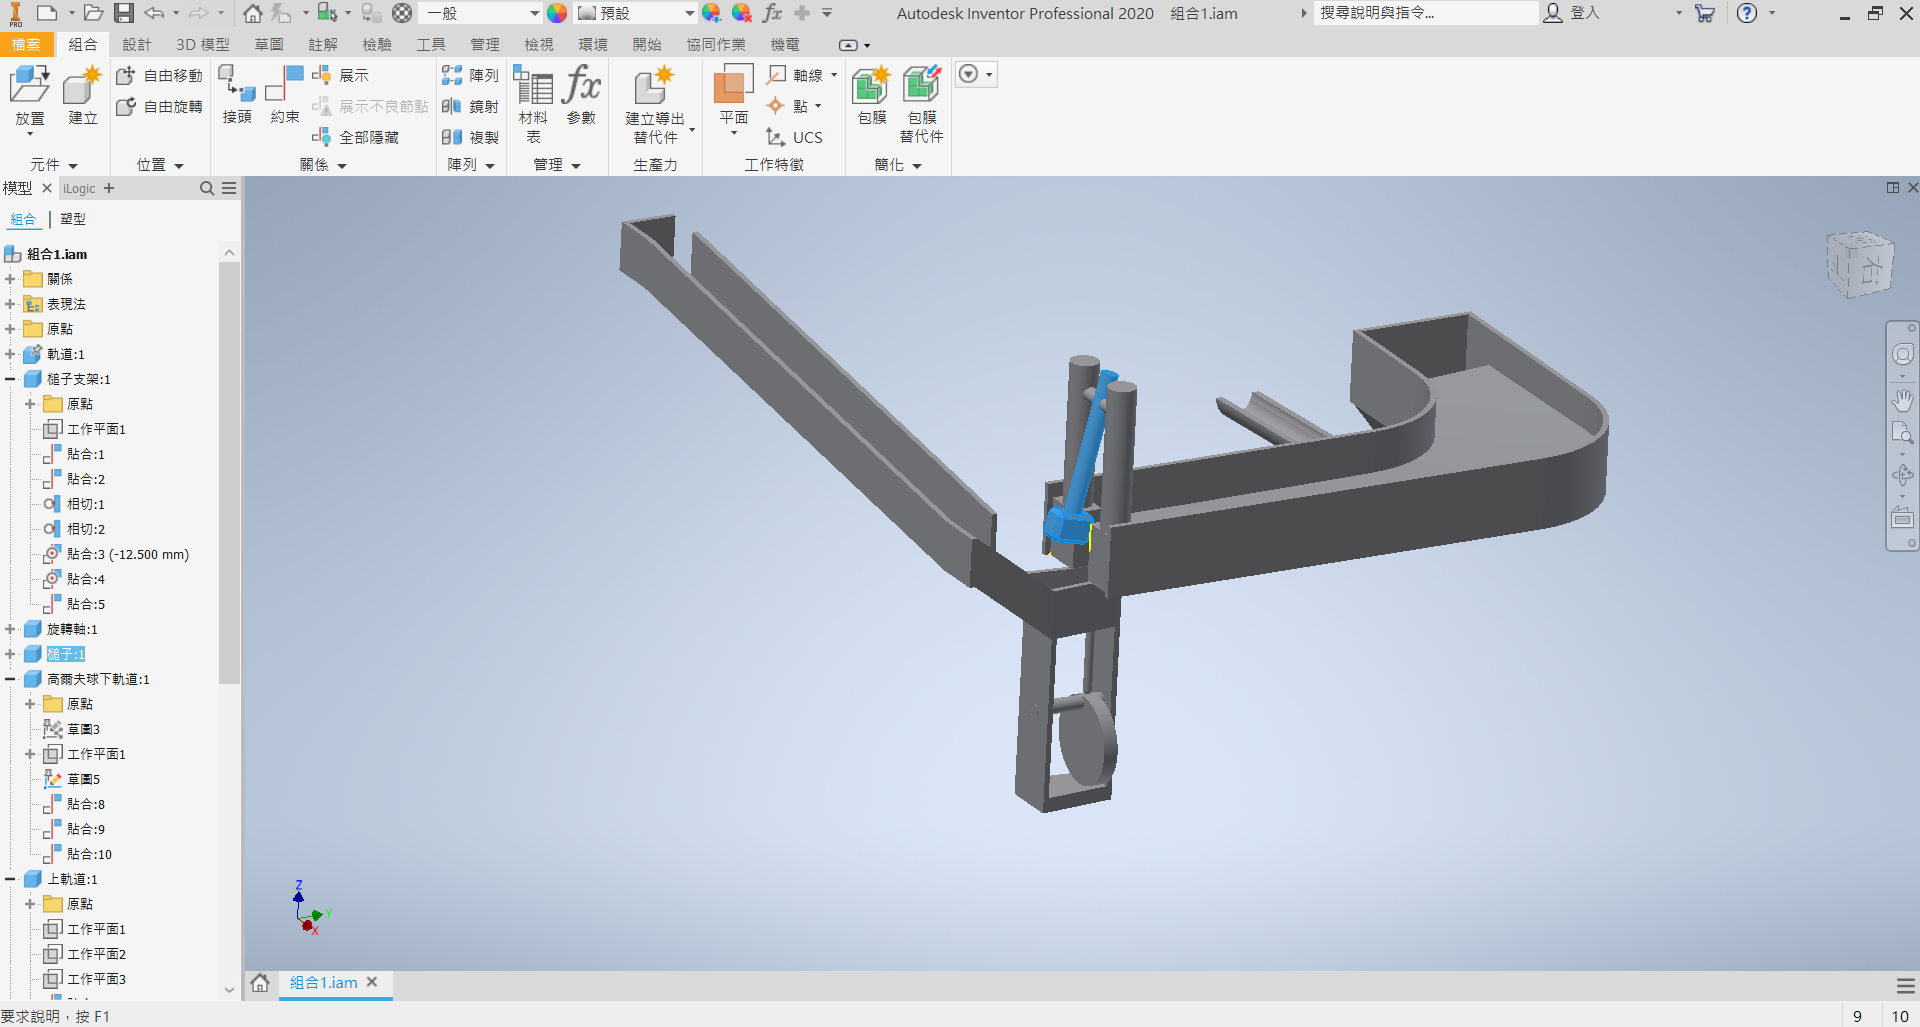 PRO
一般
預設
fx
Autodesk Inventor Professional 2020 組合1.iam
搜尋說明與指令...
登入
檔案 組合 設計 3D 模型 草圖 註解 檢驗 工具 管理 檢視 環境 開始 協同作業 機電
放置
建立
自由移動
自由旋轉
接頭
約束
展示
展示不良節點
全部隱藏
陣列
鏡射
複製
材料表
fx
參數
建立導出替代件
平面
軸線
點
UCS
包膜
包膜替代件
元件 位置 關係 陣列 管理 生產力 工作特徵 簡化
模型 iLogic
組合 | 塑型
組合1.iam
關係
表現法
原點
軌道:1
槌子支架:1
原點
工作平面1
貼合:1
貼合:2
相切:1
相切:2
貼合:3 (-12.500 mm)
貼合:4
貼合:5
旋轉軸:1
槌子:1
高爾夫球下軌道:1
原點
草圖3
工作平面1
草圖5
貼合:8
貼合:9
貼合:10
上軌道:1
原點
工作平面1
工作平面2
工作平面3
右
Z
Y
X
組合1.iam
要求說明，按 F1
9 10